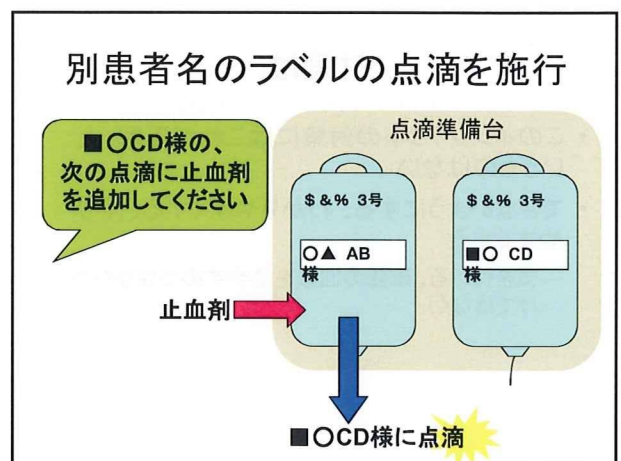 別患者名のラベルの点滴を施行
■〇CD様の、
次の点滴に止血剤
を追加してください
点滴準備台
$&% 3号
〇▲ AB
様
$&% 3号
■〇 CD
様
止血剤
■〇CD様に点滴